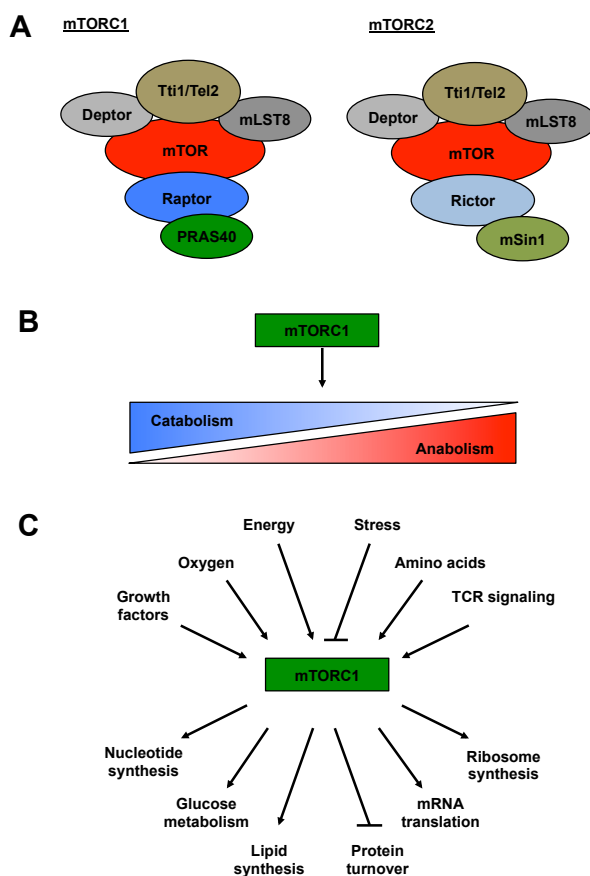 A
mTORC1
mTORC2
Tti1/Tel2
Deptor
mLST8
mTOR
Raptor
PRAS40
Tti1/Tel2
Deptor
mLST8
mTOR
Rictor
mSin1
B
mTORC1
Catabolism
Anabolism
C
Energy
Stress
Oxygen
Amino acids
Growth
factors
TCR signaling
mTORC1
Nucleotide
synthesis
Ribosome
synthesis
Glucose
metabolism
mRNA
translation
Lipid
synthesis
Protein
turnover